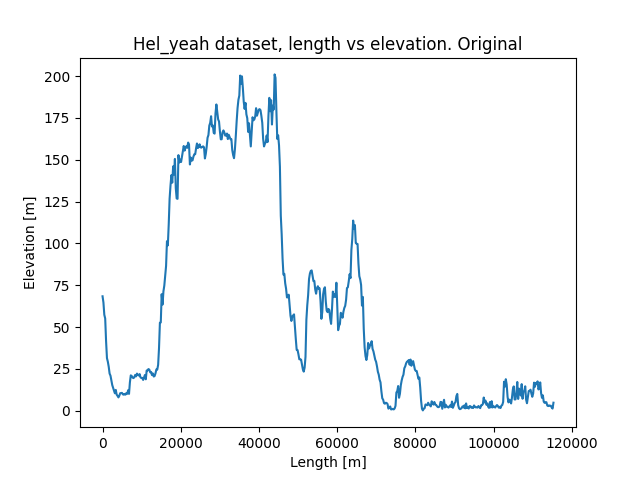 Hel_yeah dataset, length vs elevation. Original
200
175
150
125
100
75
50
25
0
Elevation [m]
0 20000 40000 60000 80000 100000 120000
Length [m]